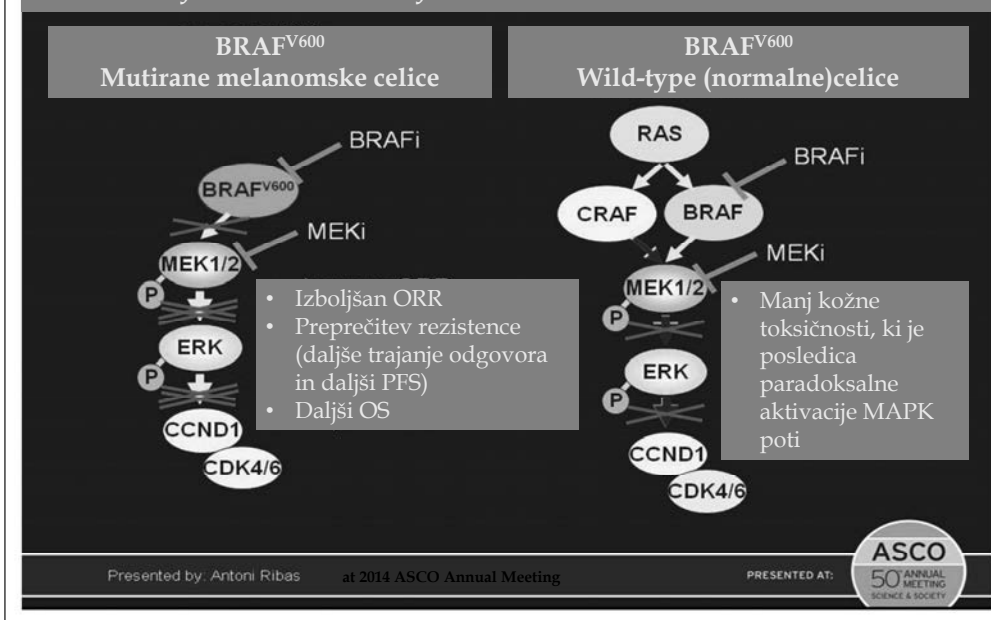 BRAFV600
Mutirane melanomske celice
BRAFV600
Wild-type (normalne)celice
BRAFi
BRAFV600
MEKi
MEK1/2
P
ERK
P
CCND1
CDK4/6
• Izboljšan ORR
• Preprečitev rezistence
(daljše trajanje odgovora
in daljši PFS)
• Daljši OS
RAS
BRAFi
CRAF
BRAF
MEKi
MEK1/2
P
ERK
P
CCND1
CDK4/6
• Manj kožne
toksičnosti, ki je
posledica
paradoksalne
aktivacije MAPK
poti
Presented by: Antoni Ribas at 2014 ASCO Annual Meeting
PRESENTED AT:
ASCO
50TH ANNUAL
MEETING
SCIENCE & SOCIETY